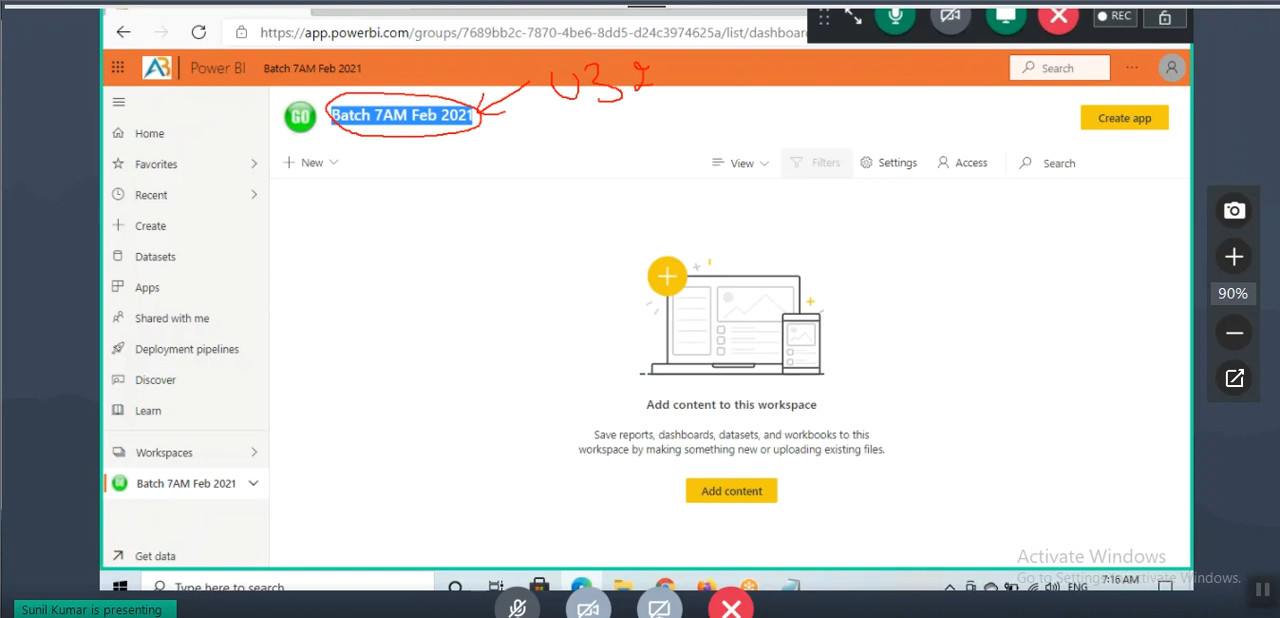 https://app.powerbi.com/groups/7689bb2c-7870-4be6-8dd5-d24c3974625a/list/dashboar
REC
Power BI
Batch 7AM Feb 2021
Search
GO
Batch 7AM Feb 2021
Create app
New
View
Filters
Settings
Access
Search
Home
Favorites
Recent
Create
Datasets
Apps
Shared with me
Deployment pipelines
Discover
Learn
Workspaces
Batch 7AM Feb 2021
Get data
Add content to this workspace
Save reports, dashboards, datasets, and workbooks to this
workspace by making something new or uploading existing files.
Add content
90%
Activate Windows
Go to Settings to activate Windows.
Type here to search
7:16 AM
ENG
Sunil Kumar is presenting